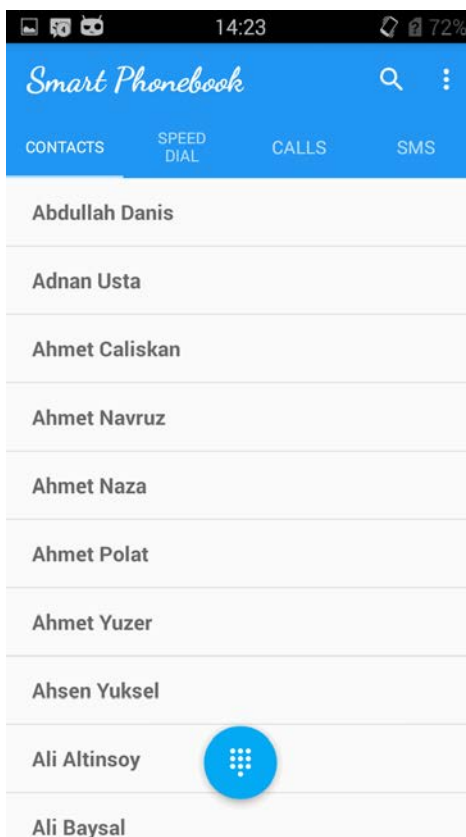 14:23
72%
Smart Phonebook
CONTACTS
SPEED
DIAL
CALLS
SMS
Abdullah Danis
Adnan Usta
Ahmet Caliskan
Ahmet Navruz
Ahmet Naza
Ahmet Polat
Ahmet Yuzer
Ahsen Yuksel
Ali Altinsoy
Ali Baysal